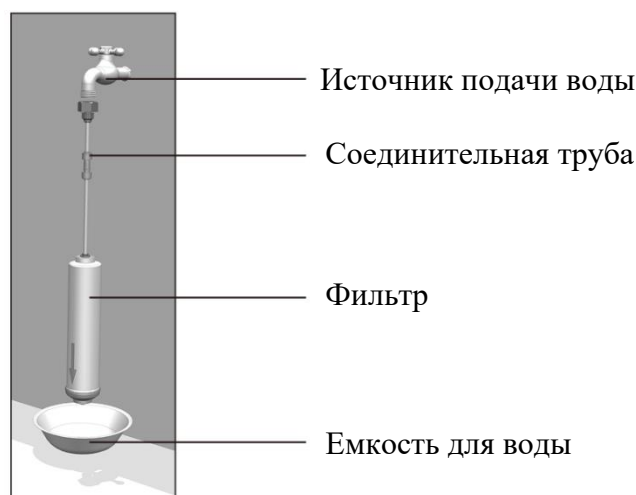 Источник подачи воды
Соединительная труба
Фильтр
Емкость для воды